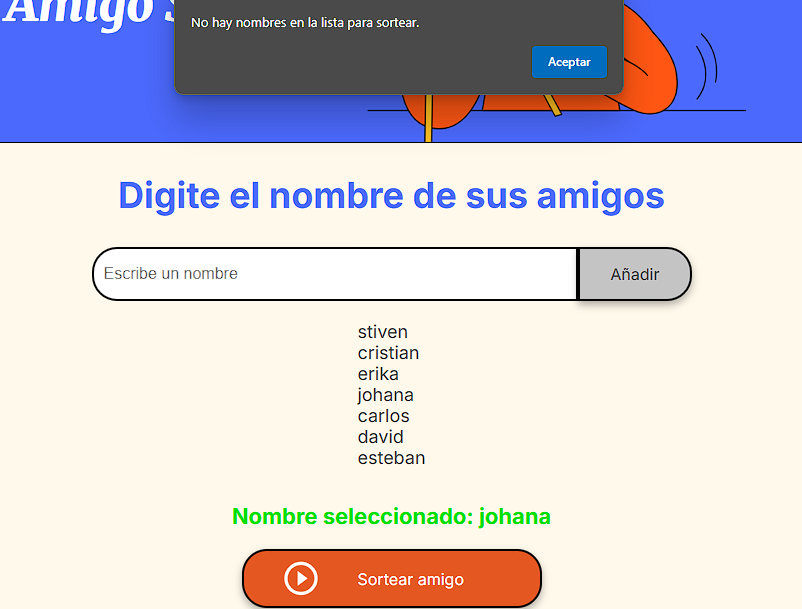 Amigo
No hay nombres en la lista para sortear.
Aceptar
Digite el nombre de sus amigos
Escribe un nombre
Añadir
stiven
cristian
erika
johana
carlos
david
esteban
Nombre seleccionado: johana
Sortear amigo